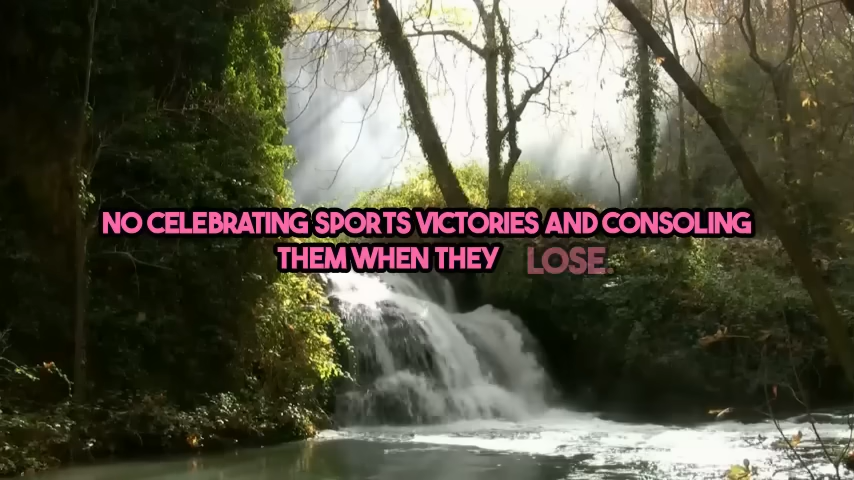 NO CELEBRATING SPORTS VICTORIES AND CONSOLING
THEM WHEN THEY LOSE.